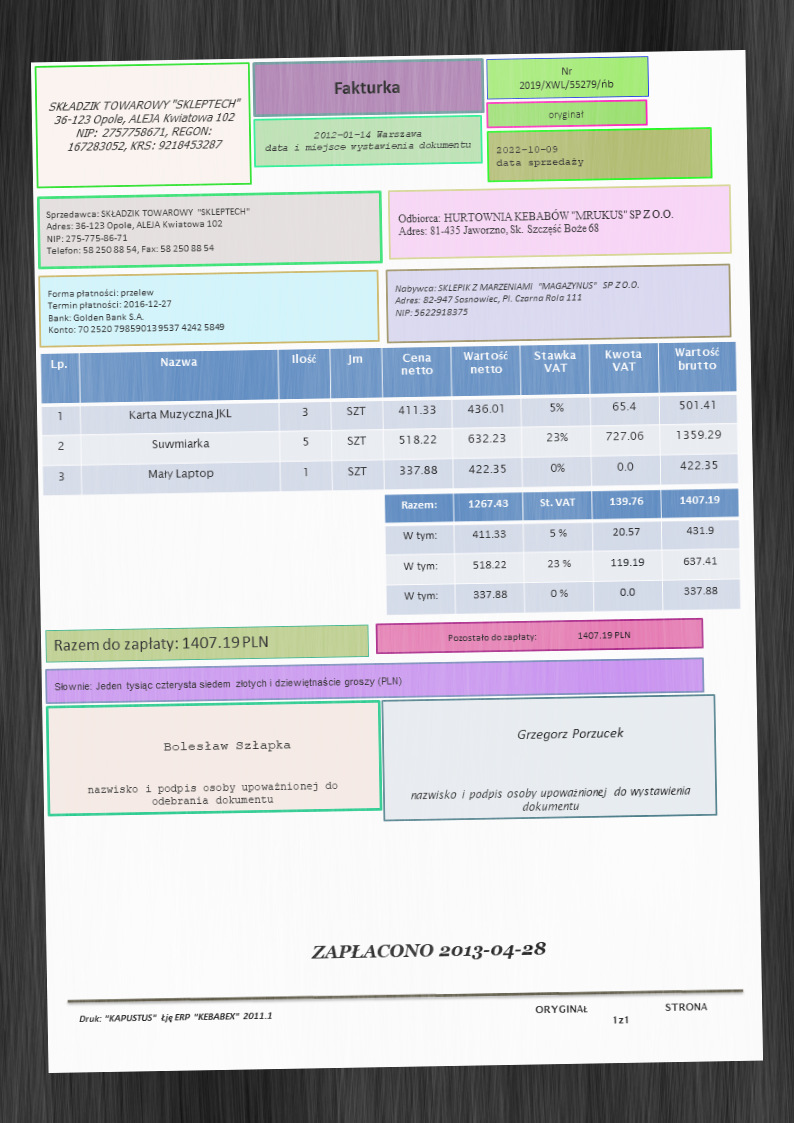 SKŁADZIK TOWAROWY "SKLEPTECH"
36-123 Opole, ALEJA Kwiatowa 102
NIP: 2757758671, REGON:
167283052, KRS: 9218453287
Fakturka
2012-01-14 Warszawa
data i miejsce wystawienia dokumentu
Nr
2019/XWL/55279/ńb
oryginał
2022-10-09
data sprzedaży
Sprzedawca: SKŁADZIK TOWAROWY "SKLEPTECH"
Adres: 36-123 Opole, ALEJA Kwiatowa 102
NIP: 275-775-86-71
Telefon: 58 250 88 54, Fax: 58 250 88 54
Odbiorca: HURTOWNIA KEBABÓW "MRUKUS" SP Z O.O.
Adres: 81-435 Jaworzno, Sk. Szczęść Boże 68
Forma płatności: przelew
Termin płatności: 2016-12-27
Bank: Golden Bank S.A.
Konto: 70 2520 798590139537 4242 5849
Nabywca: SKLEPIK Z MARZENIAMI "MAGAZYNUS" SP Z O.O.
Adres: 82-947 Sosnowiec, Pl. Czarna Rola 111
NIP: 5622918375
Lp. Nazwa Ilość Jm Cena netto Wartość netto Stawka VAT Kwota VAT Wartość brutto
1 Karta Muzyczna JKL 3 SZT 411.33 436.01 5% 65.4 501.41
2 Suwmiarka 5 SZT 518.22 632.23 23% 727.06 1359.29
3 Mały Laptop 1 SZT 337.88 422.35 0% 0.0 422.35
Razem: 1267.43 St. VAT 139.76 1407.19
W tym: 411.33 5 % 20.57 431.9
W tym: 518.22 23 % 119.19 637.41
W tym: 337.88 0 % 0.0 337.88
Razem do zapłaty: 1407.19 PLN
Pozostało do zapłaty: 1407.19 PLN
Słownie: Jeden tysiąc czterysta siedem złotych i dziewiętnaście groszy (PLN)
Bolesław Szłapka
nazwisko i podpis osoby upoważnionej do
odebrania dokumentu
Grzegorz Porzucek
nazwisko i podpis osoby upoważnionej do wystawienia
dokumentu
ZAPŁACONO 2013-04-28
Druk: "KAPUSTUS" Łję ERP "KEBABEX" 2011.1
ORYGINAŁ STRONA
1 z 1